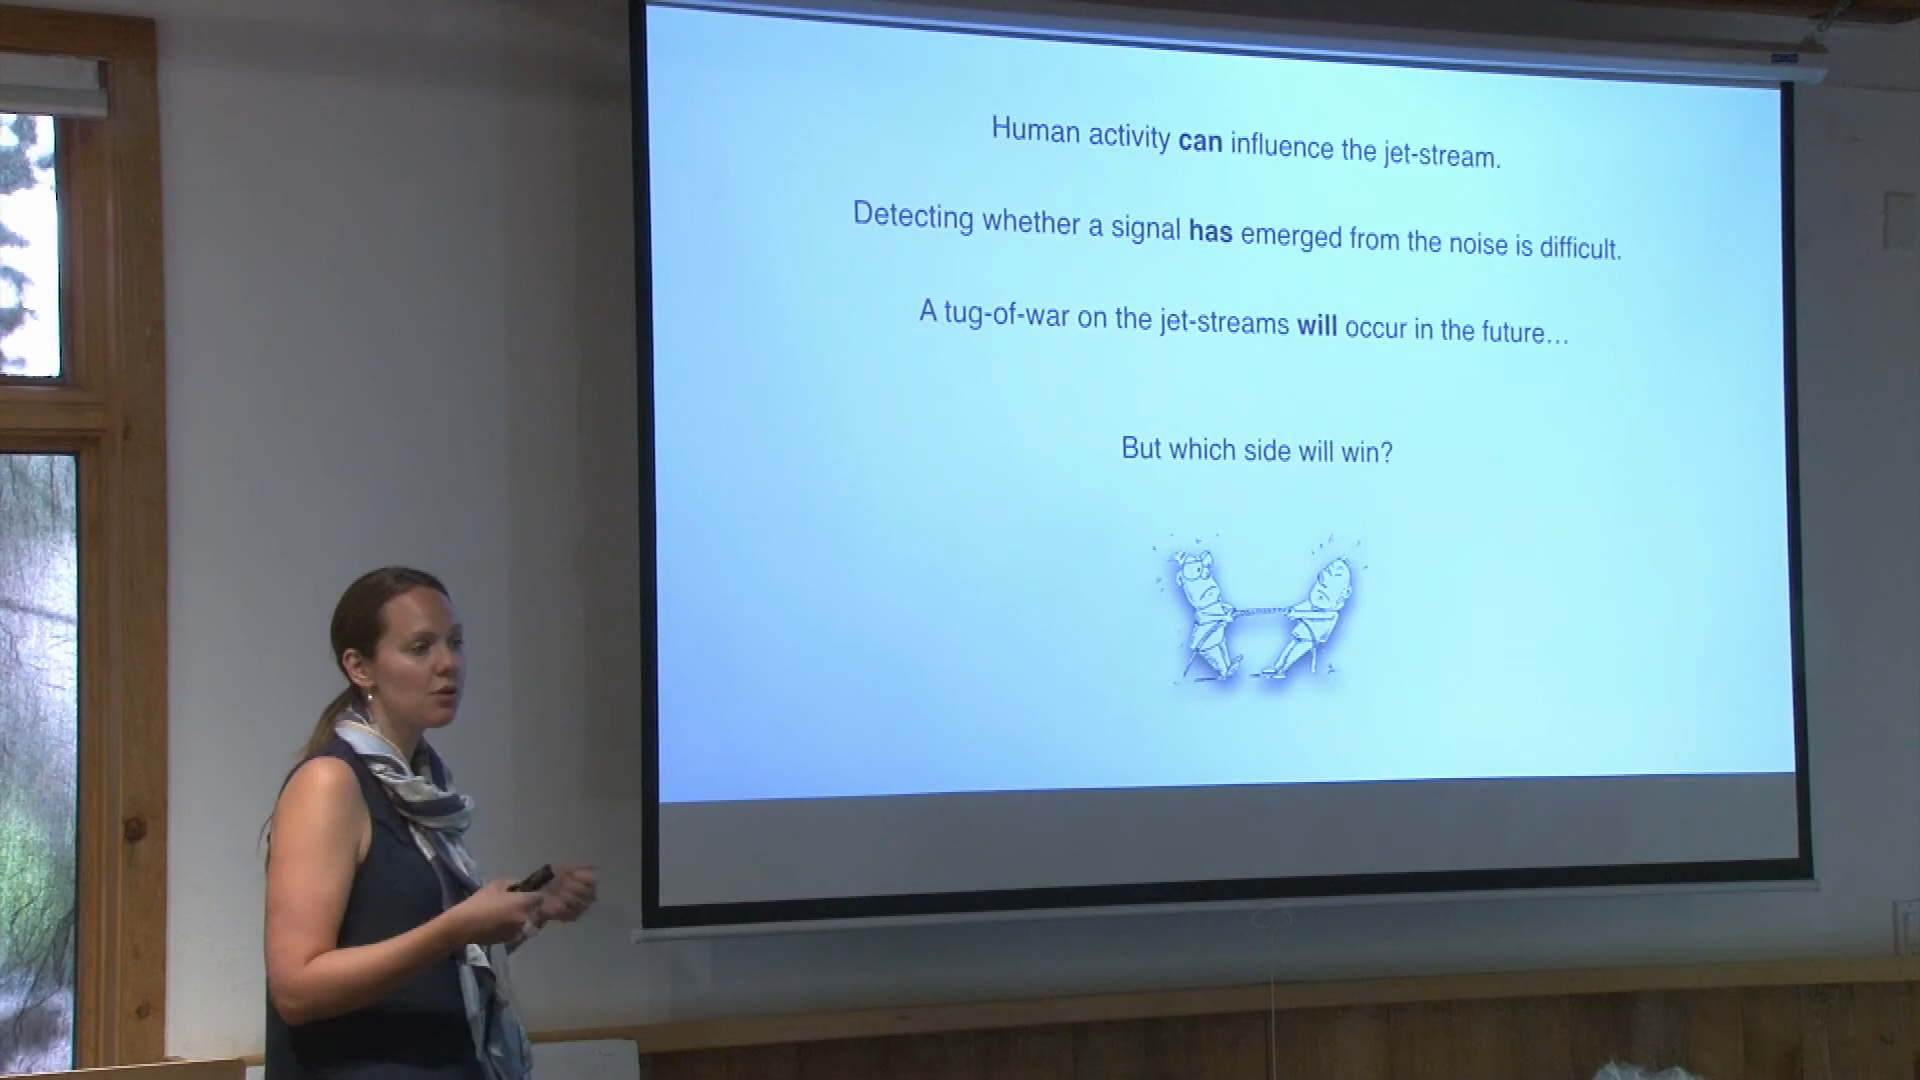 Human activity can influence the jet-stream.
Detecting whether a signal has emerged from the noise is difficult.
A tug-of-war on the jet-streams will occur in the future…
But which side will win?